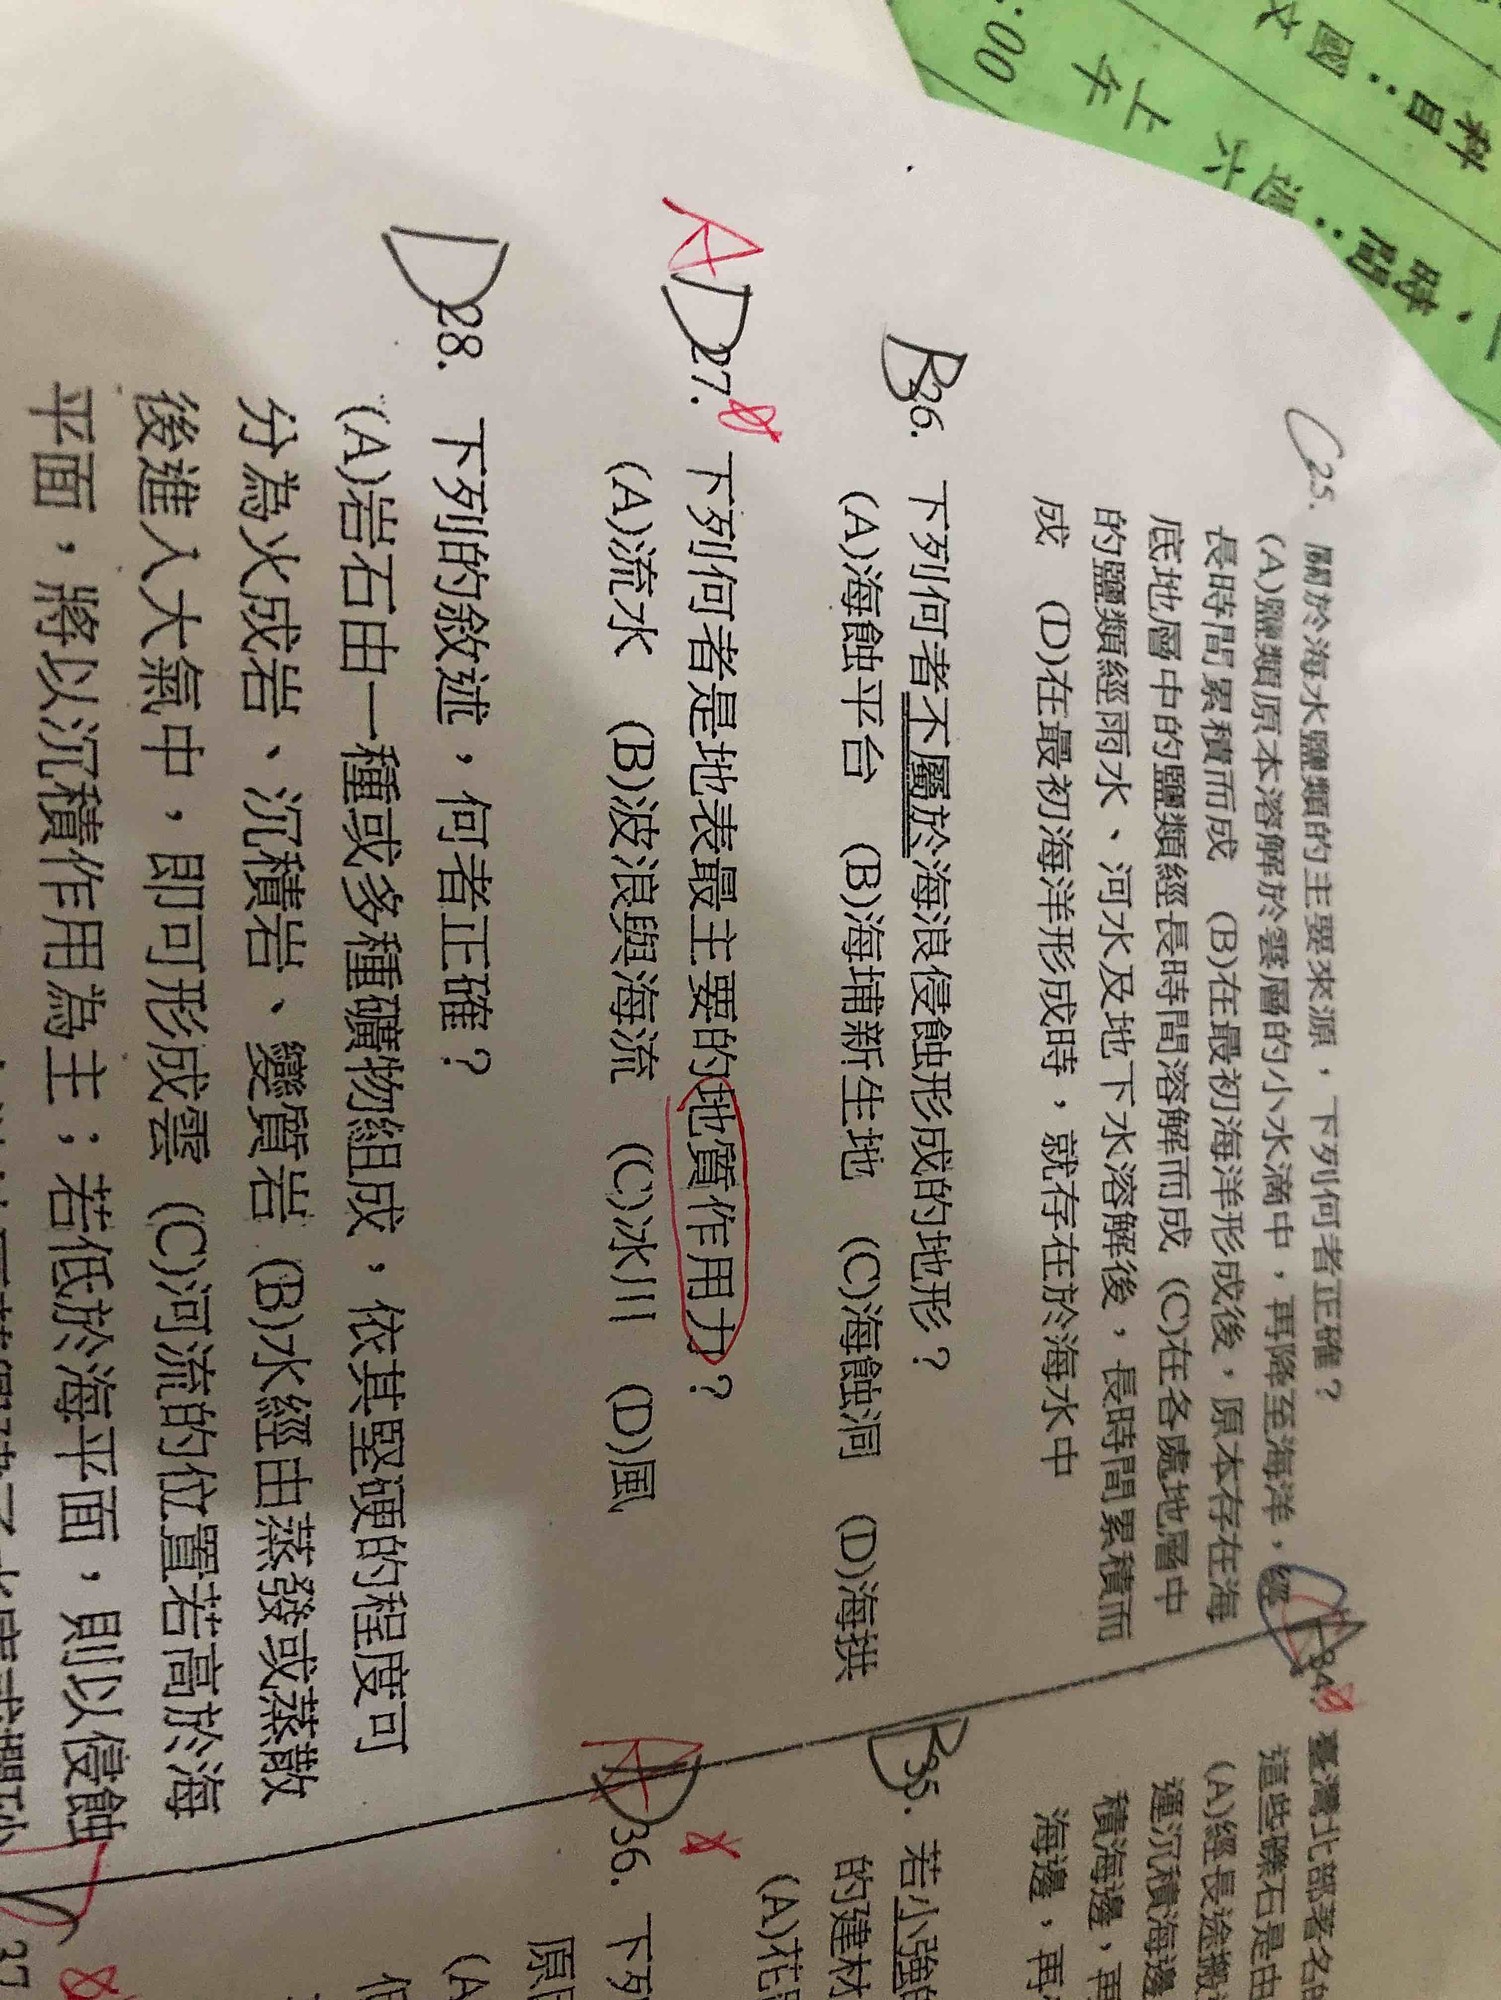 科目：國文
時間：週六 上午
:00
C 25. 關於海水鹽類的主要來源，下列何者正確？
(A)鹽類原本溶解於雲層的小水滴中，再降至海洋，經
長時間累積而成 (B)在最初海洋形成後，原本存在海
底地層中的鹽類經長時間溶解而成 (C)在各處地層中
的鹽類經雨水、河水及地下水溶解後，長時間累積而
成 (D)在最初海洋形成時，就存在於海水中
B 26. 下列何者不屬於海浪侵蝕形成的地形？
(A)海蝕平台 (B)海埔新生地 (C)海蝕洞 (D)海拱
A D 27. 下列何者是地表最主要的地質作用力？
(A)流水 (B)波浪與海流 (C)冰川 (D)風
D 28. 下列的敘述，何者正確？
(A)岩石由一種或多種礦物組成，依其堅硬的程度可
分為火成岩、沉積岩、變質岩 (B)水經由蒸發或蒸散
後進入大氣中，即可形成雲 (C)河流的位置若高於海
平面，將以沉積作用為主；若低於海平面，則以侵蝕
34. 臺灣北部著名的
這些礫石是由
(A)經長途搬
運沉積海邊
積海邊，再
海邊，再
B 35. 若小強
的建材
(A)花
A 36. 下列
原
(A
37